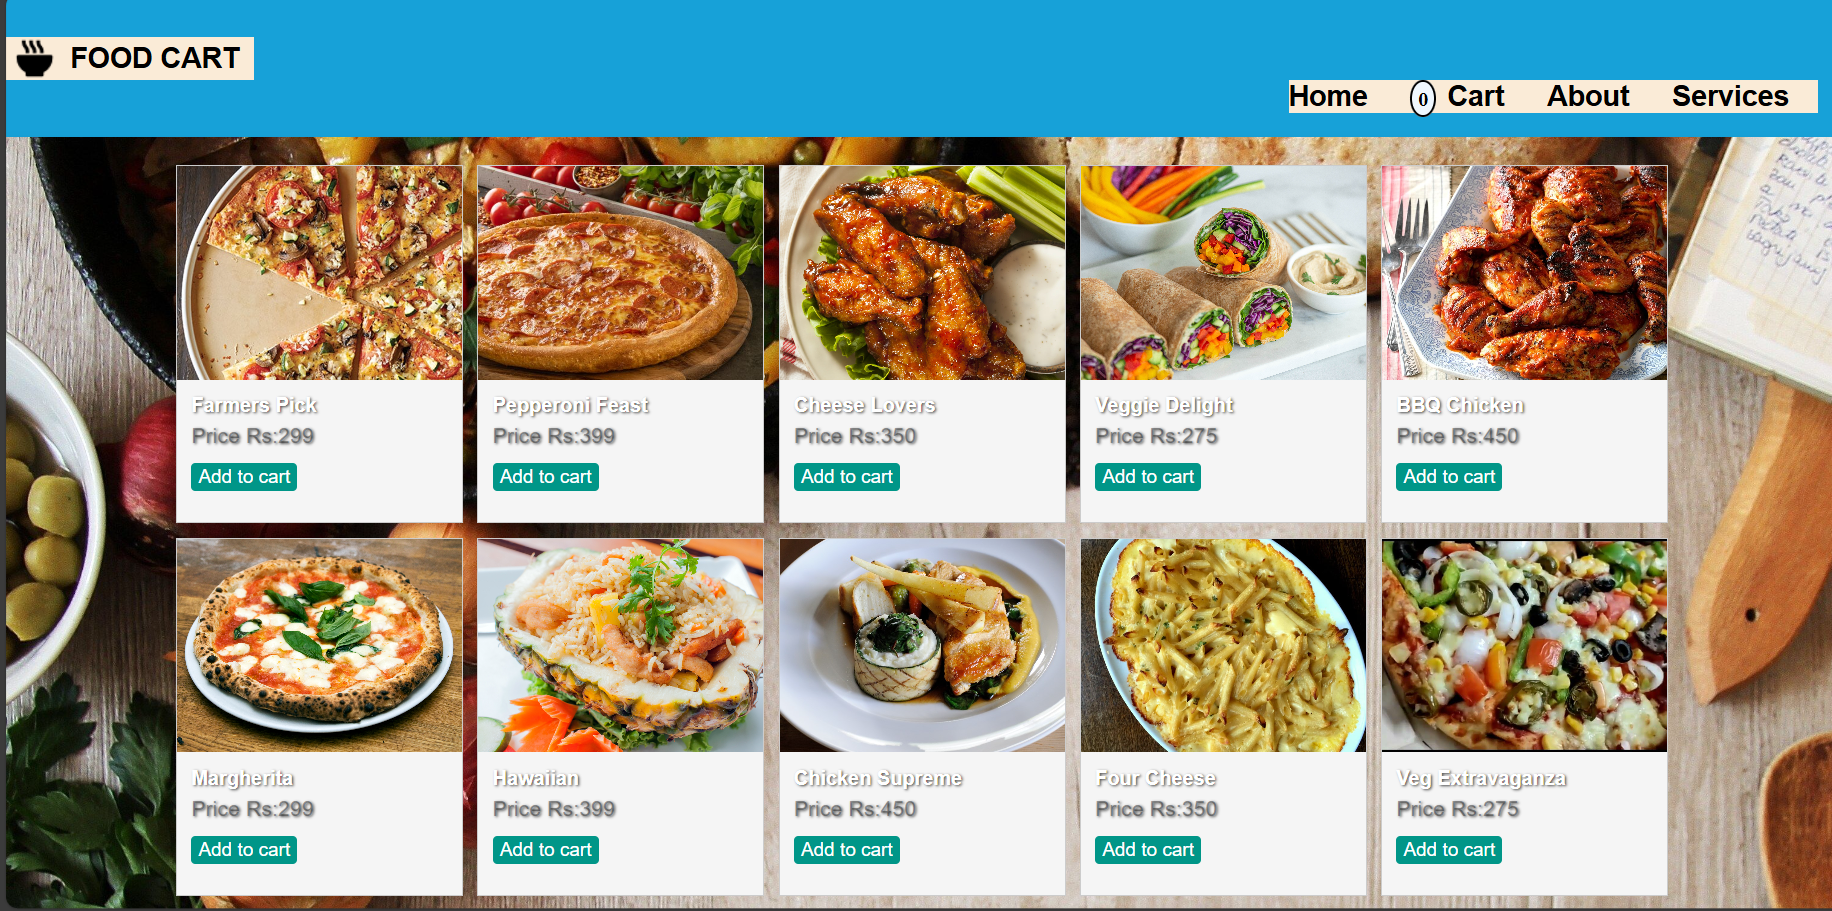 FOOD CART
Home 0 Cart About Services
Farmers Pick
Price Rs:299
Add to cart
Pepperoni Feast
Price Rs:399
Add to cart
Cheese Lovers
Price Rs:350
Add to cart
Veggie Delight
Price Rs:275
Add to cart
BBQ Chicken
Price Rs:450
Add to cart
Margherita
Price Rs:299
Add to cart
Hawaiian
Price Rs:399
Add to cart
Chicken Supreme
Price Rs:450
Add to cart
Four Cheese
Price Rs:350
Add to cart
Veg Extravaganza
Price Rs:275
Add to cart